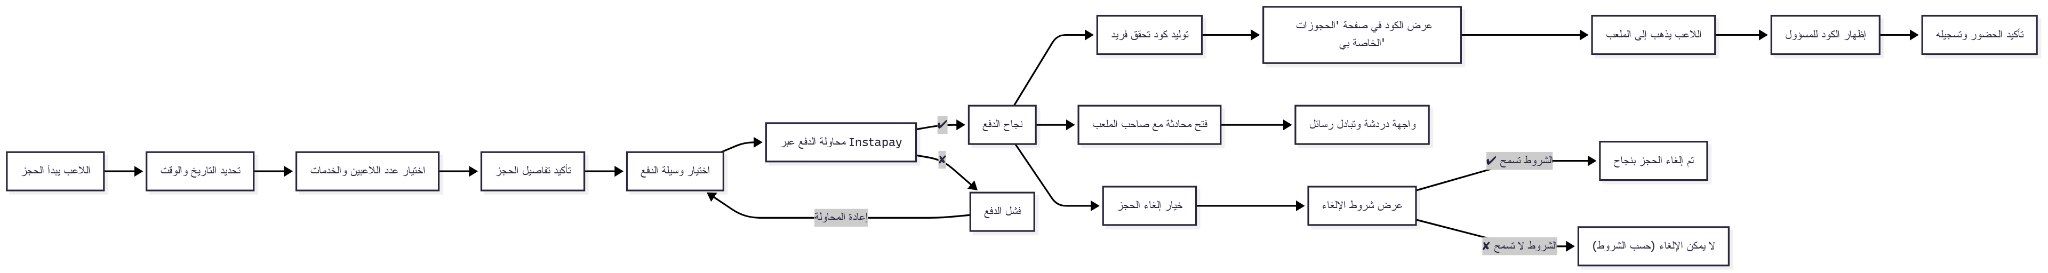 اللاعب يبدأ الحجز
تحديد التاريخ والوقت
اختيار عدد اللاعبين والخدمات
تأكيد تفاصيل الحجز
اختيار وسيلة الدفع
محاولة الدفع عبر Instapay
✔
✘
نجاح الدفع
فشل الدفع
إعادة المحاولة
توليد كود تحقق فريد
عرض الكود في صفحة 'الحجوزات
الخاصة بي'
اللاعب يذهب إلى الملعب
إظهار الكود للمسؤول
تأكيد الحضور وتسجيله
فتح محادثة مع صاحب الملعب
واجهة دردشة وتبادل رسائل
خيار إلغاء الحجز
عرض شروط الإلغاء
✔ الشروط تسمح
تم إلغاء الحجز بنجاح
✘ الشروط لا تسمح
لا يمكن الإلغاء (حسب الشروط)